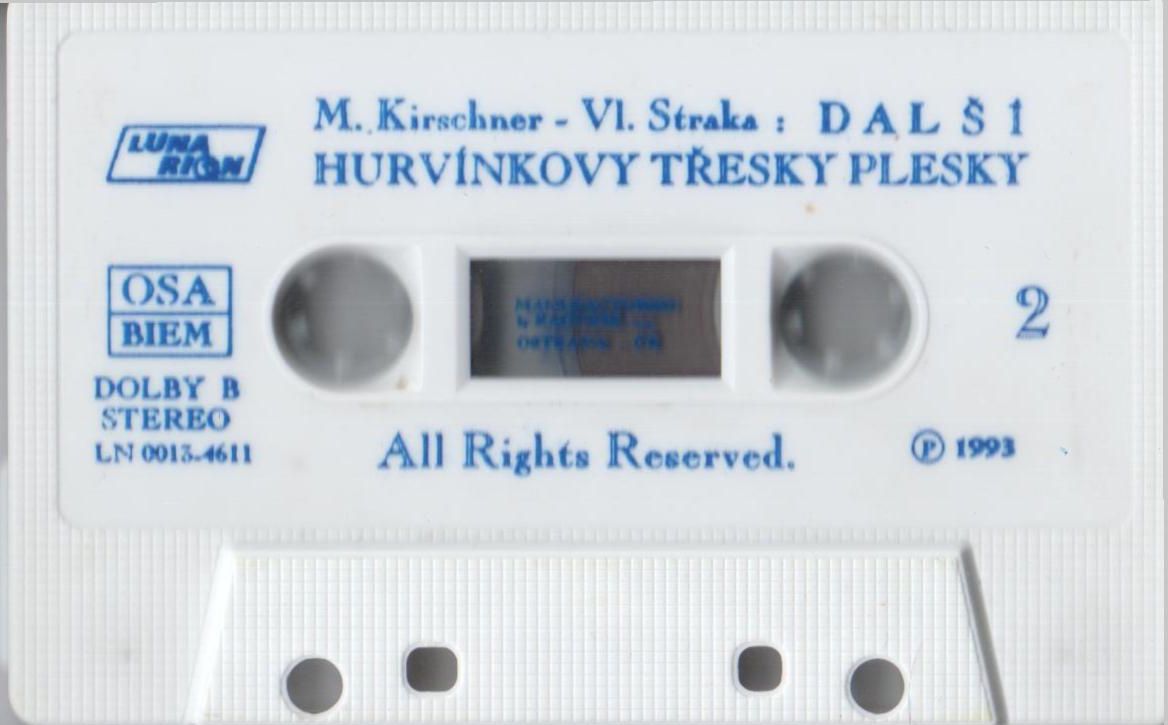 M. Kirschner - Vl. Straka : DALŠÍ
HURVÍNKOVY TŘESKY PLESKY
LUNA
RION
OSA
BIEM
2
DOLBY B
STEREO
LN 0013-4611
All Rights Reserved.
Ⓟ 1993